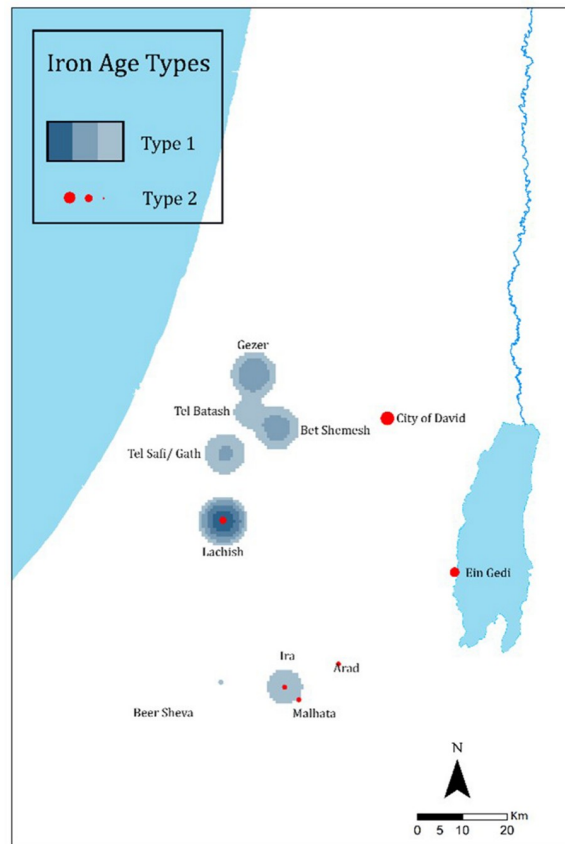 Iron Age Types
Type 1
Type 2
Gezer
Tel Batash
City of David
Bet Shemesh
Tel Safi/ Gath
Lachish
Ein Gedi
Ira
Arad
Beer Sheva
Malhata
N
Km
0 5 10 20